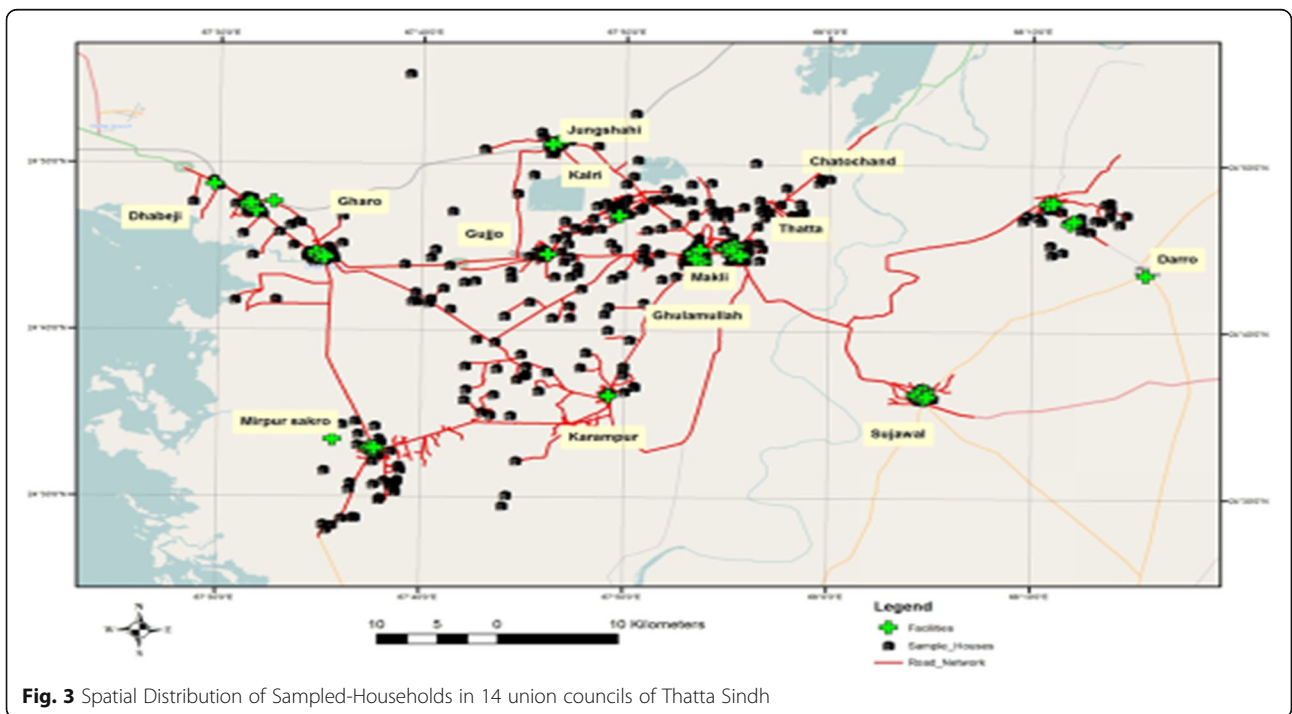 Jungshahi
Chatochand
Kalri
Dhabeji
Gharo
Gujjo
Thatta
Darro
Makli
Ghulamullah
Mirpur sakro
Karampur
Sujawal
N
W
E
S
10 5 0 10 Kilometers
Legend
Facilities
Sample_Houses
Road_Network
Fig. 3 Spatial Distribution of Sampled-Households in 14 union councils of Thatta Sindh